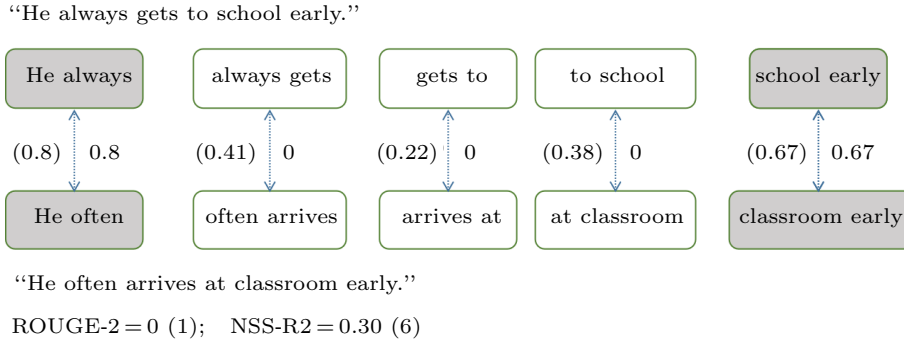 ‘‘He always gets to school early.’’
He always always gets gets to to school school early
(0.8) 0.8 (0.41) 0 (0.22) 0 (0.38) 0 (0.67) 0.67
He often often arrives arrives at at classroom classroom early
‘‘He often arrives at classroom early.’’
ROUGE-2 = 0 (1); NSS-R2 = 0.30 (6)